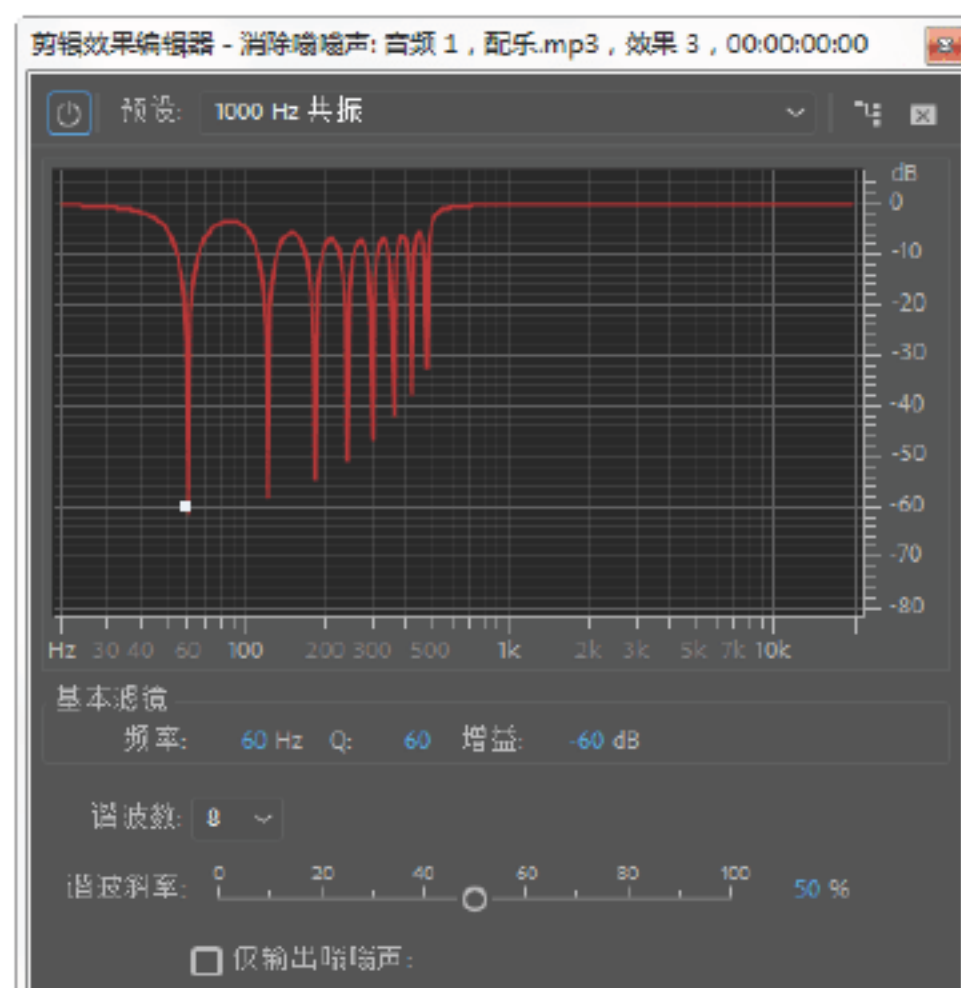 剪辑效果编辑器 - 消除嗡嗡声: 音频 1，配乐.mp3，效果 3，00:00:00:00
预设: 1000 Hz 共振
dB
0
-10
-20
-30
-40
-50
-60
-70
-80
Hz 30 40 60 100 200 300 500 1k 2k 3k 5k 7k 10k
基本滤镜
频率: 60 Hz Q: 60 增益: -60 dB
谐波数: 8
谐波斜率: 0 20 40 60 80 100 50 %
仅输出嗡嗡声: